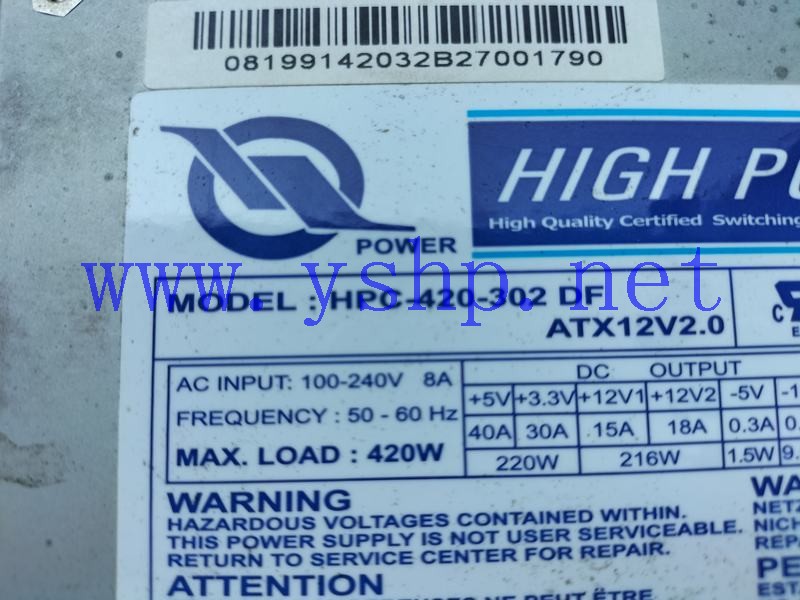 08199142032B27001790
HIGH
High Quality Certified Switching
POWER
www.yshp.net
MODEL : HPC-420-302 DF
ATX12V2.0
AC INPUT: 100-240V 8A
FREQUENCY : 50 - 60 Hz
MAX. LOAD : 420W
DC OUTPUT
+5V +3.3V +12V1 +12V2 -5V
40A 30A 15A 18A 0.3A
220W 216W 1.5W
WARNING
HAZARDOUS VOLTAGES CONTAINED WITHIN.
THIS POWER SUPPLY IS NOT USER SERVICEABLE.
RETURN TO SERVICE CENTER FOR REPAIR.
ATTENTION